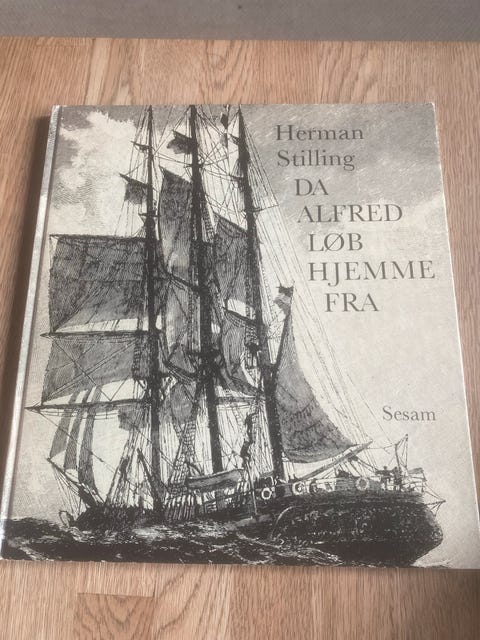 Herman
Stilling
DA
ALFRED
LØB
HJEMME
FRA
Sesam